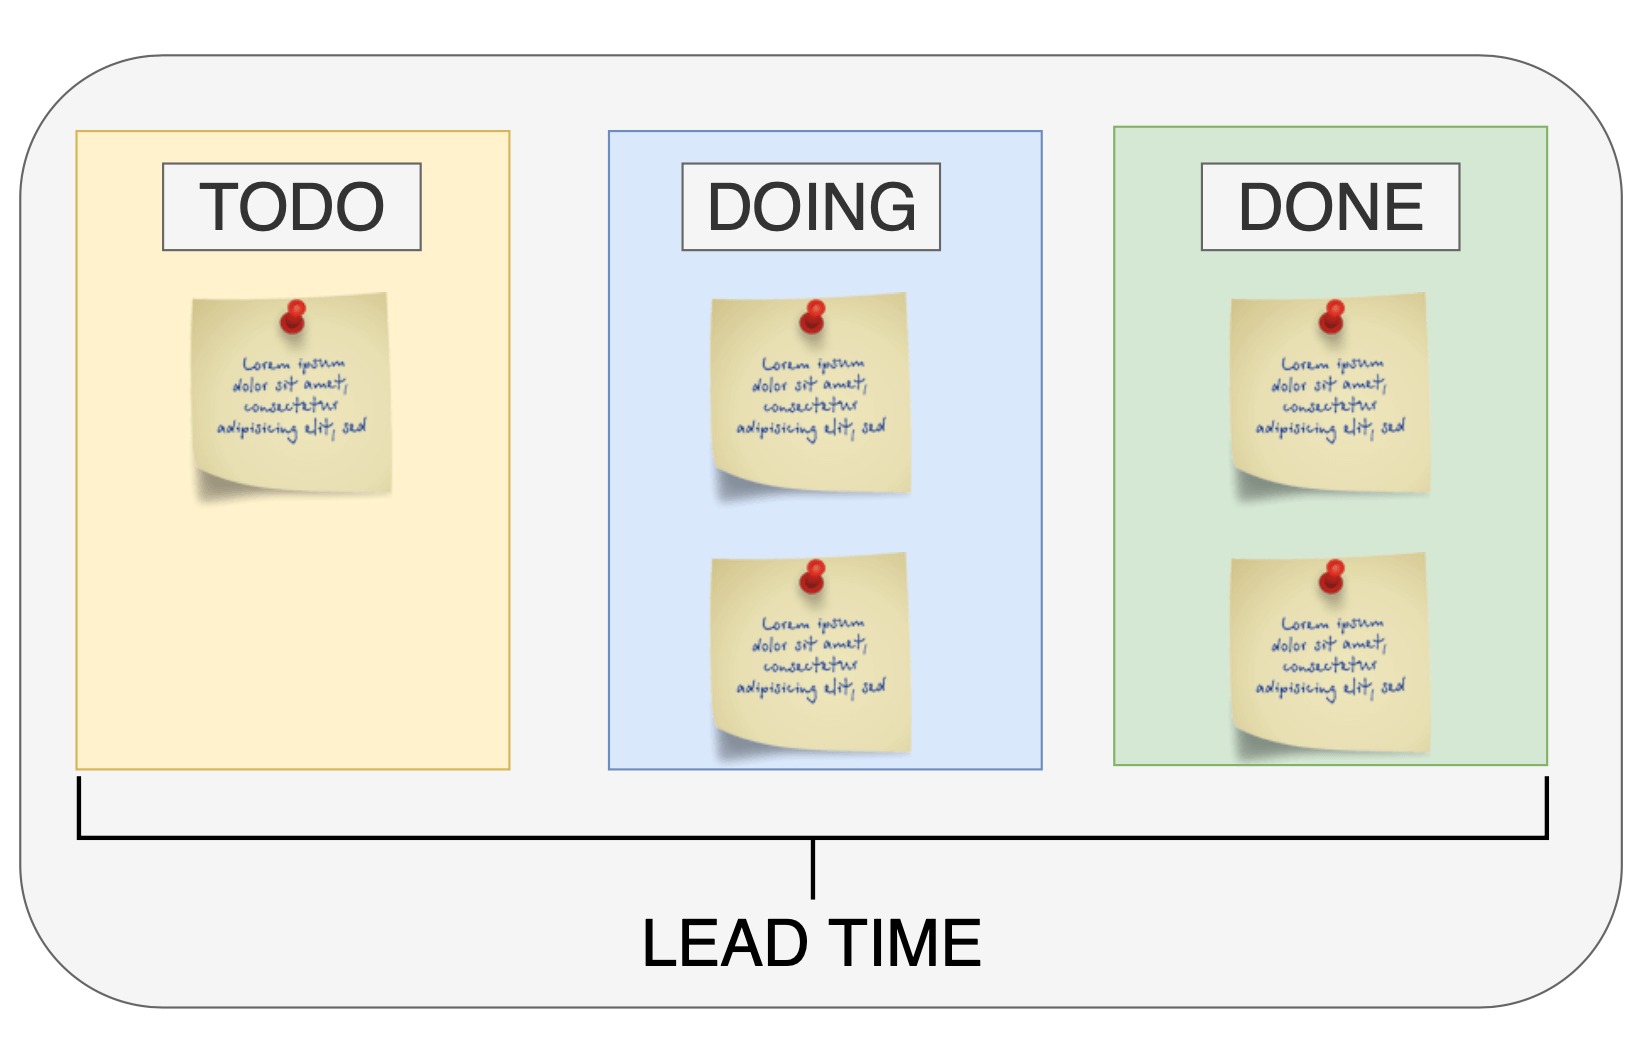 TODO
DOING
DONE
Lorem ipsum
dolor sit amet,
consectetur
adipisicing elit, sed
Lorem ipsum
dolor sit amet,
consectetur
adipisicing elit, sed
Lorem ipsum
dolor sit amet,
consectetur
adipisicing elit, sed
Lorem ipsum
dolor sit amet,
consectetur
adipisicing elit, sed
Lorem ipsum
dolor sit amet,
consectetur
adipisicing elit, sed
LEAD TIME